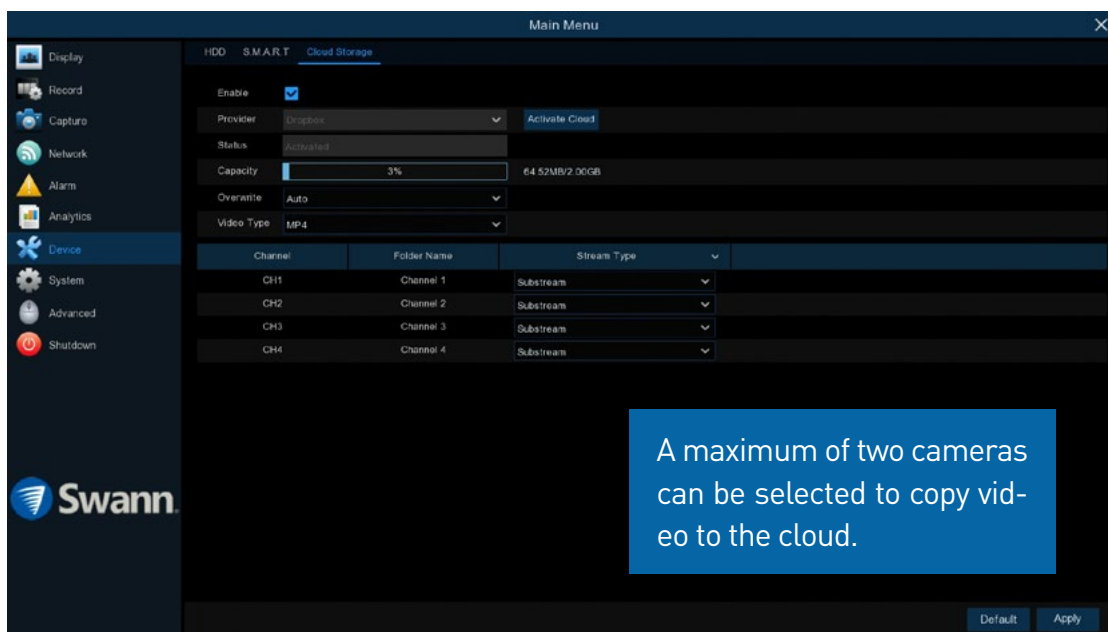 Main Menu
Display
Record
Capture
Network
Alarm
Analytics
Device
System
Advanced
Shutdown
Swann
HDD S.M.A.R.T Cloud Storage
Enable
Provider Dropbox Activate Cloud
Status Activated
Capacity 3% 64.52MB/2.00GB
Overwrite Auto
Video Type MP4
Channel Folder Name Stream Type
CH1 Channel 1 Substream
CH2 Channel 2 Substream
CH3 Channel 3 Substream
CH4 Channel 4 Substream
A maximum of two cameras
can be selected to copy vid-
eo to the cloud.
Default Apply